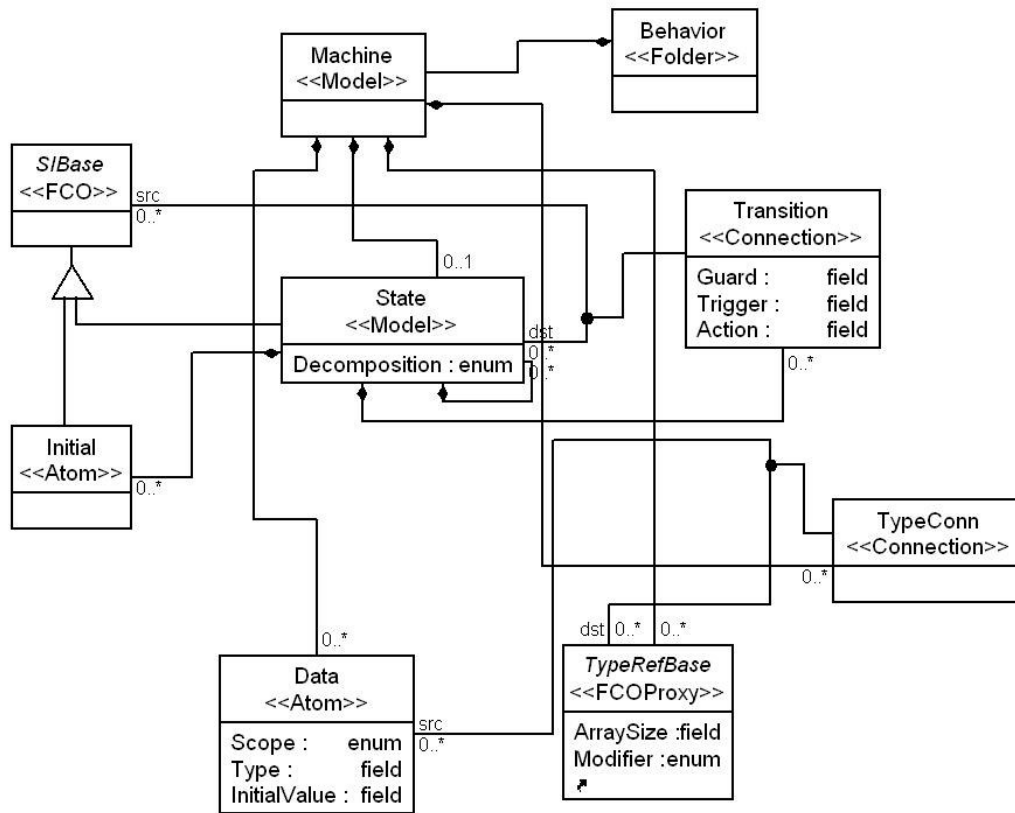 Behavior
<<Folder>>
Machine
<<Model>>
SIBase
<<FCO>>
src
0..*
Transition
<<Connection>>
Guard : field
Trigger : field
Action : field
0..*
0..1
State
<<Model>>
Decomposition : enum
dst
0..*
0..*
Initial
<<Atom>>
0..*
TypeConn
<<Connection>>
0..*
0..*
Data
<<Atom>>
Scope : enum
Type : field
InitialValue : field
src
0..*
dst 0..* 0..*
TypeRefBase
<<FCOProxy>>
ArraySize :field
Modifier :enum